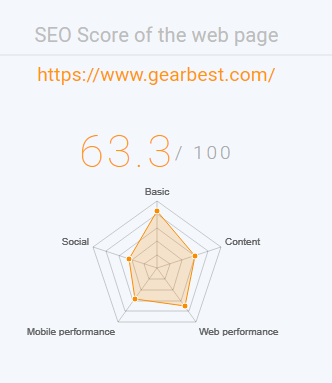 SEO Score of the web page
https://www.gearbest.com/
63.3 / 100
Basic
Social
Content
Mobile performance
Web performance